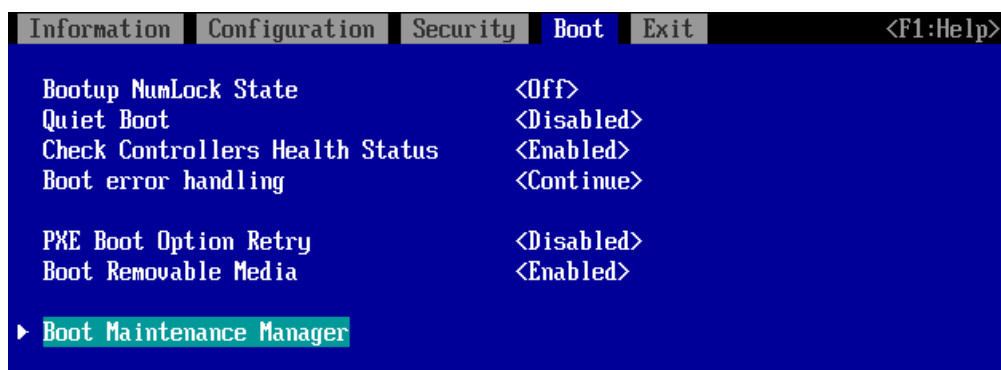 Information Configuration Security Boot Exit <F1:Help>
Bootup NumLock State <Off>
Quiet Boot <Disabled>
Check Controllers Health Status <Enabled>
Boot error handling <Continue>
PXE Boot Option Retry <Disabled>
Boot Removable Media <Enabled>
Boot Maintenance Manager